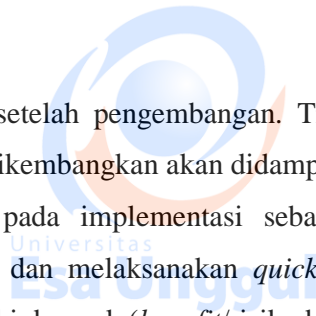 setelah pengembangan. T
ikembangkan akan didamp
pada implementasi seba
Universitas
dan melaksanakan quick
Esa Unggul